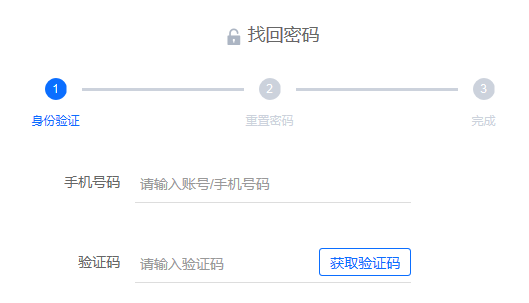 找回密码
1 2 3
身份验证 重置密码 完成
手机号码 请输入账号/手机号码
验证码 请输入验证码 获取验证码